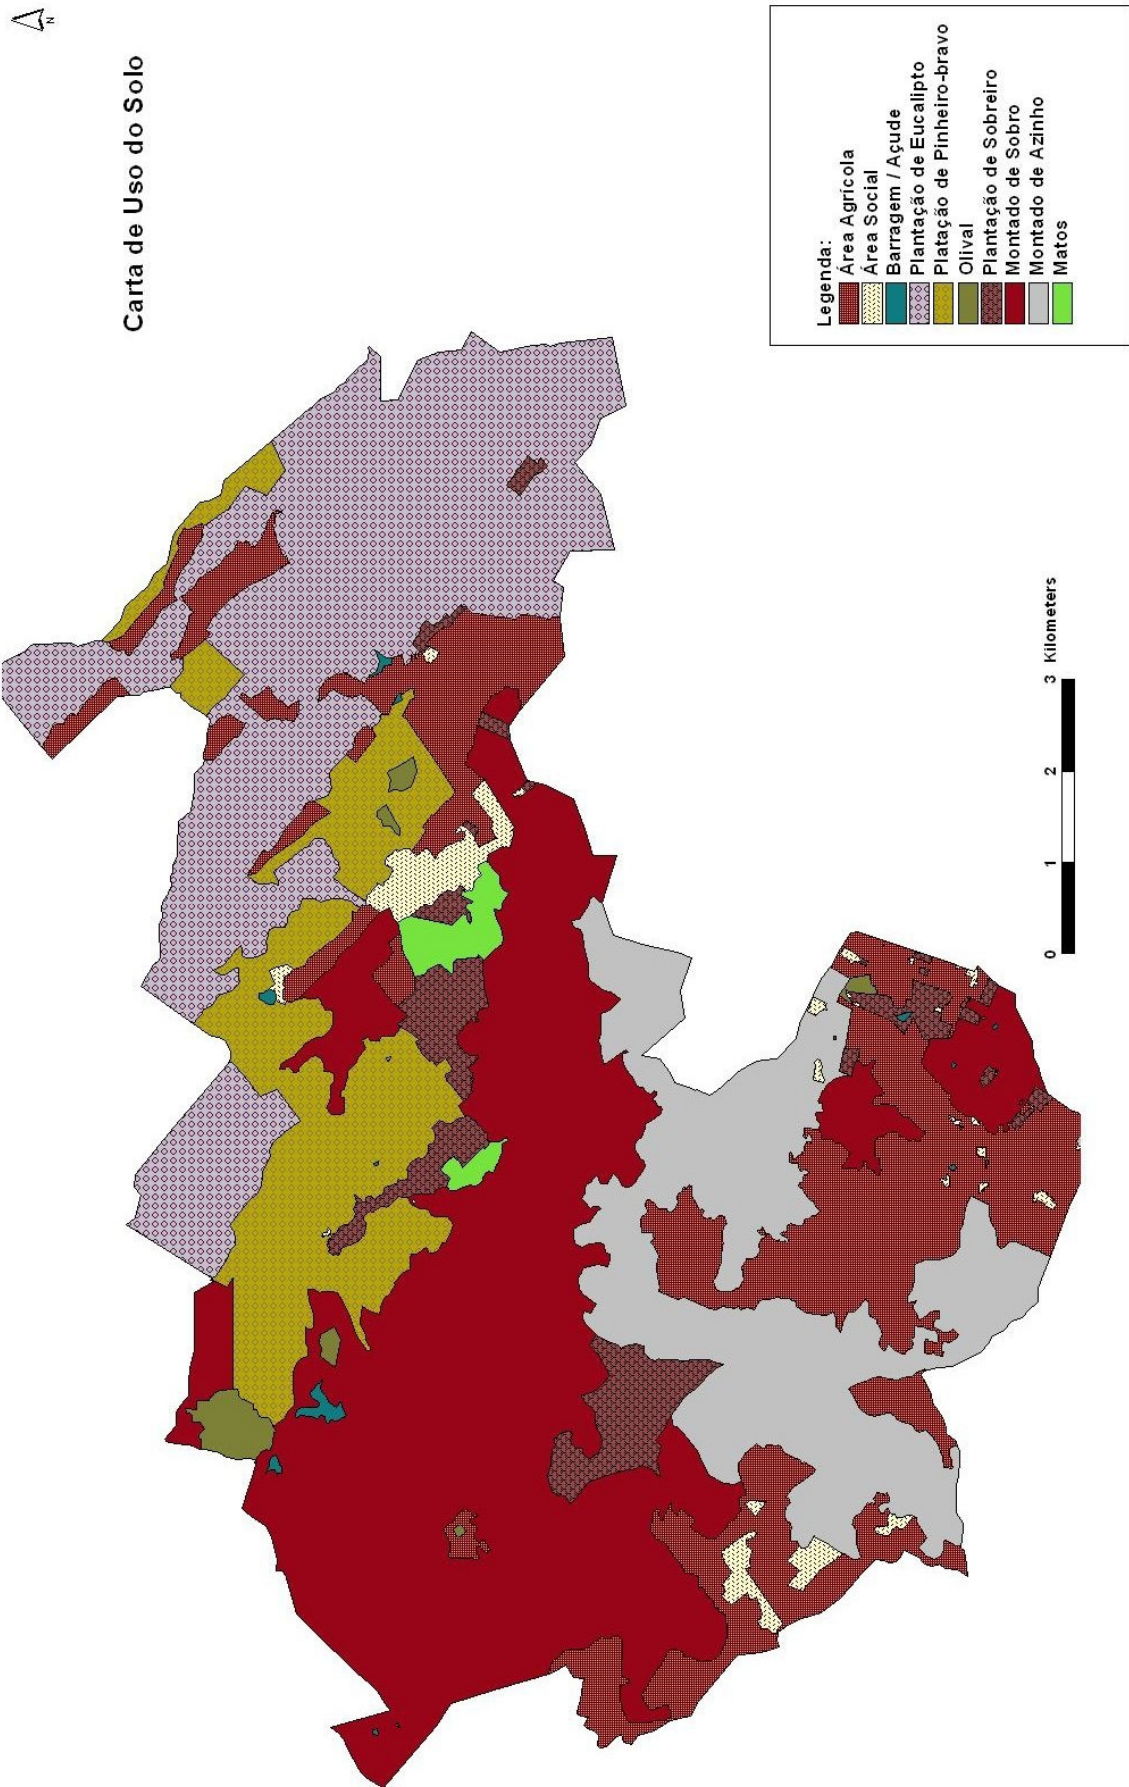 N
Carta de Uso do Solo
Legenda:
Área Agrícola
Área Social
Barragem / Açude
Plantação de Eucalipto
Platação de Pinheiro-bravo
Olival
Plantação de Sobreiro
Montado de Sobro
Montado de Azinho
Matos
0 1 2 3 Kilometers